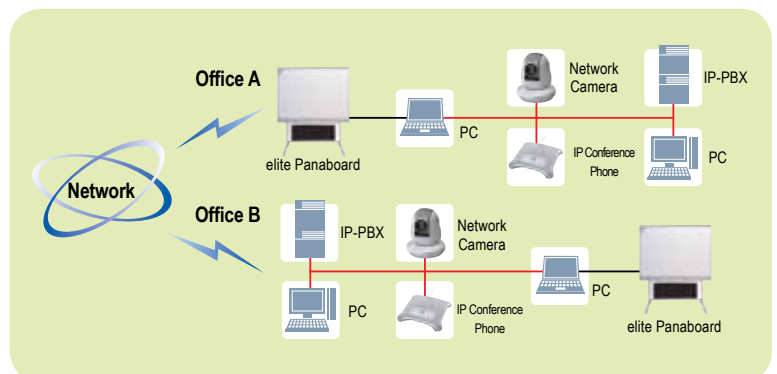 Office A
Network
Camera
IP-PBX
PC
elite Panaboard
IP Conference
Phone
PC
Network
Office B
IP-PBX
Network
Camera
PC
IP Conference
Phone
PC
elite Panaboard